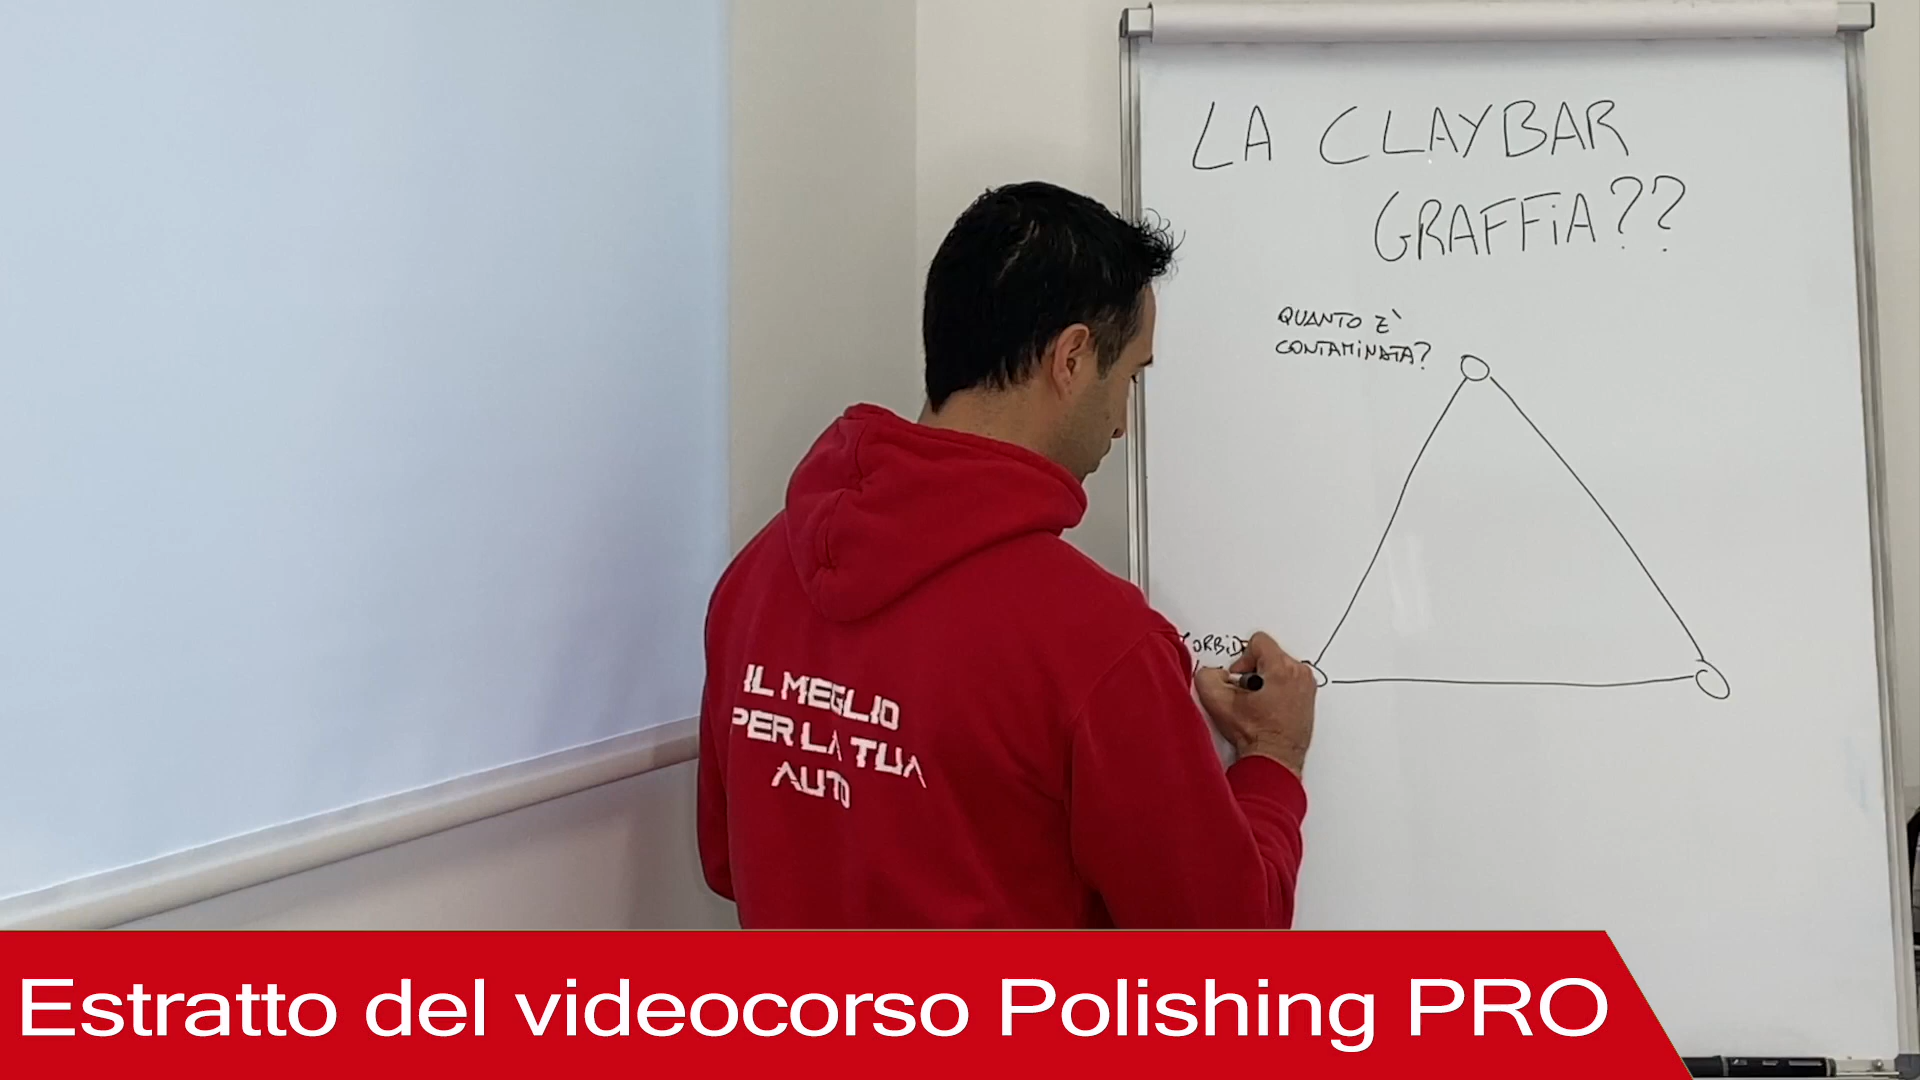 LA CLAYBAR
GRAFFiA??
QUANTO E'
CONTAMiNATA?
IL MEGLIO
PER LA TUA
AUTO
Estratto del videocorso Polishing PRO